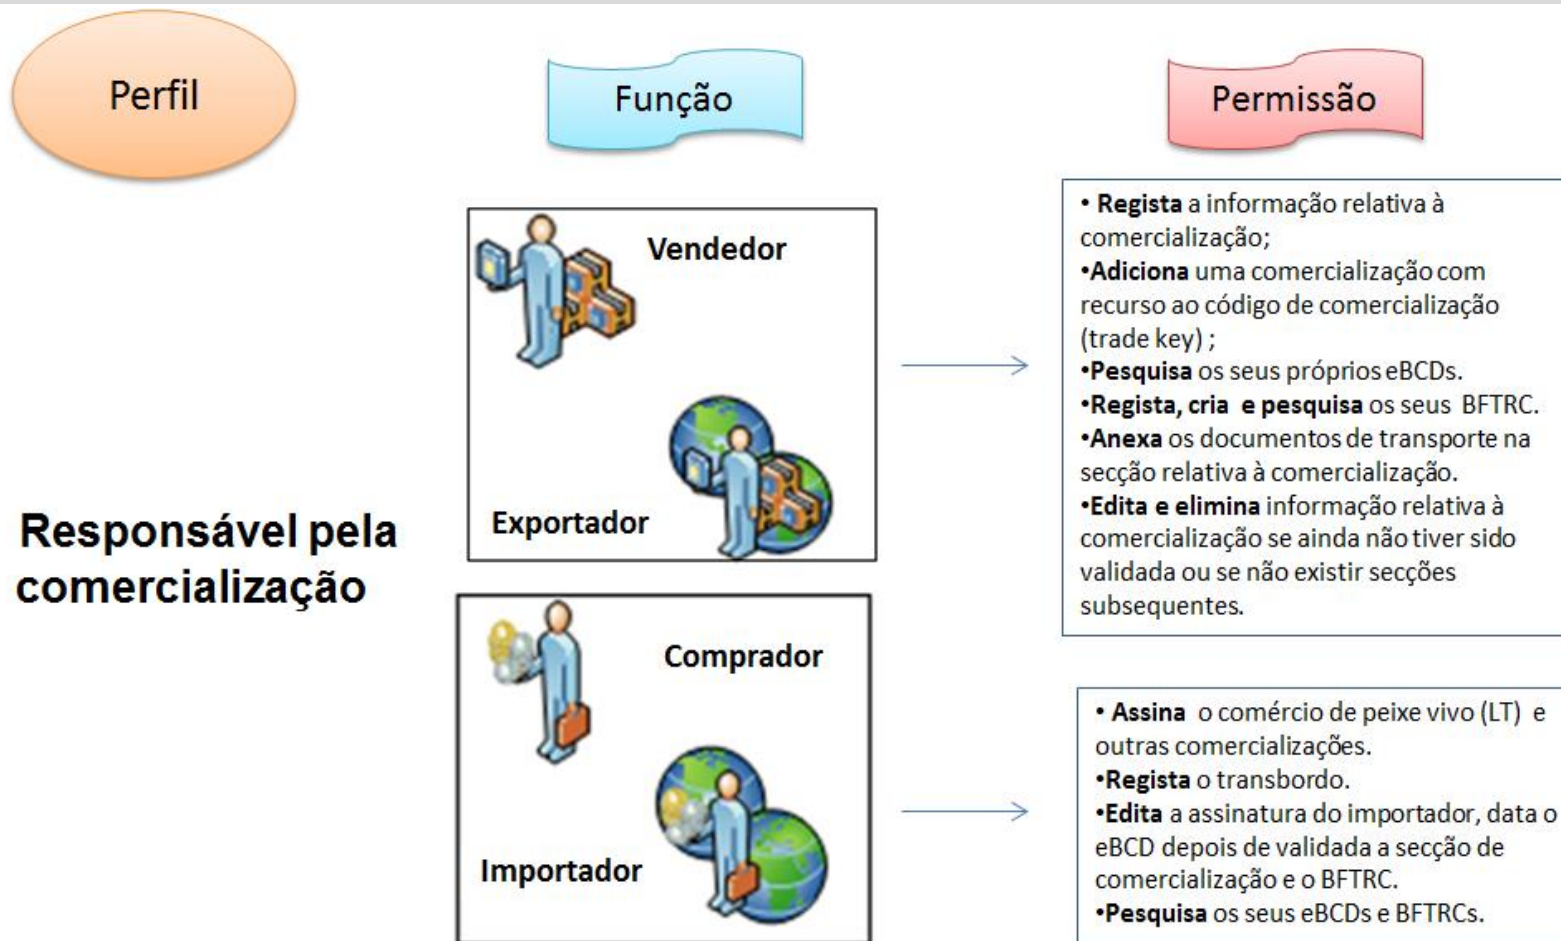 Perfil
Função
Permissão
Responsável pela
comercialização
Vendedor
Exportador
• Regista a informação relativa à
comercialização;
•Adiciona uma comercialização com
recurso ao código de comercialização
(trade key) ;
•Pesquisa os seus próprios eBCDs.
•Regista, cria e pesquisa os seus BFTRC.
•Anexa os documentos de transporte na
secção relativa à comercialização.
•Edita e elimina informação relativa à
comercialização se ainda não tiver sido
validada ou se não existir secções
subsequentes.
Comprador
Importador
• Assina o comércio de peixe vivo (LT) e
outras comercializações.
•Regista o transbordo.
•Edita a assinatura do importador, data o
eBCD depois de validada a secção de
comercialização e o BFTRC.
•Pesquisa os seus eBCDs e BFTRCs.